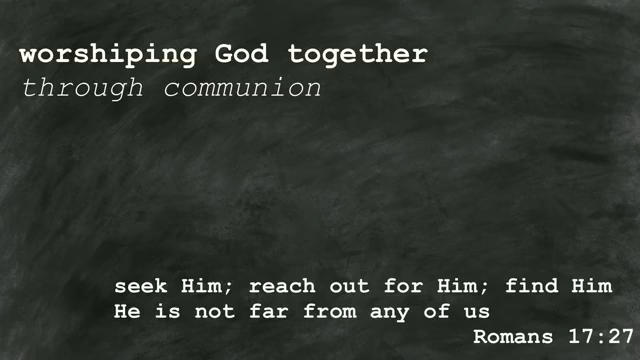 worshiping God together
through communion
seek Him; reach out for Him; find Him
He is not far from any of us
Romans 17:27